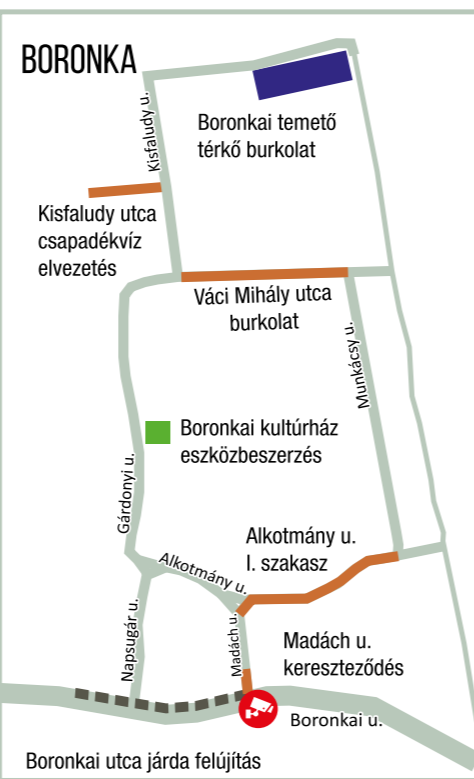 BORONKA
Kisfaludy u.
Boronkai temető
térkő burkolat
Kisfaludy utca
csapadékvíz
elvezetés
Váci Mihály utca
burkolat
Munkácsy u.
Boronkai kultúrház
eszközbeszerzés
Gárdonyi u.
Alkotmány u.
I. szakasz
Alkotmány u.
Napsugár u.
Madách u.
Madách u.
kereszteződés
Boronkai u.
Boronkai utca járda felújítás